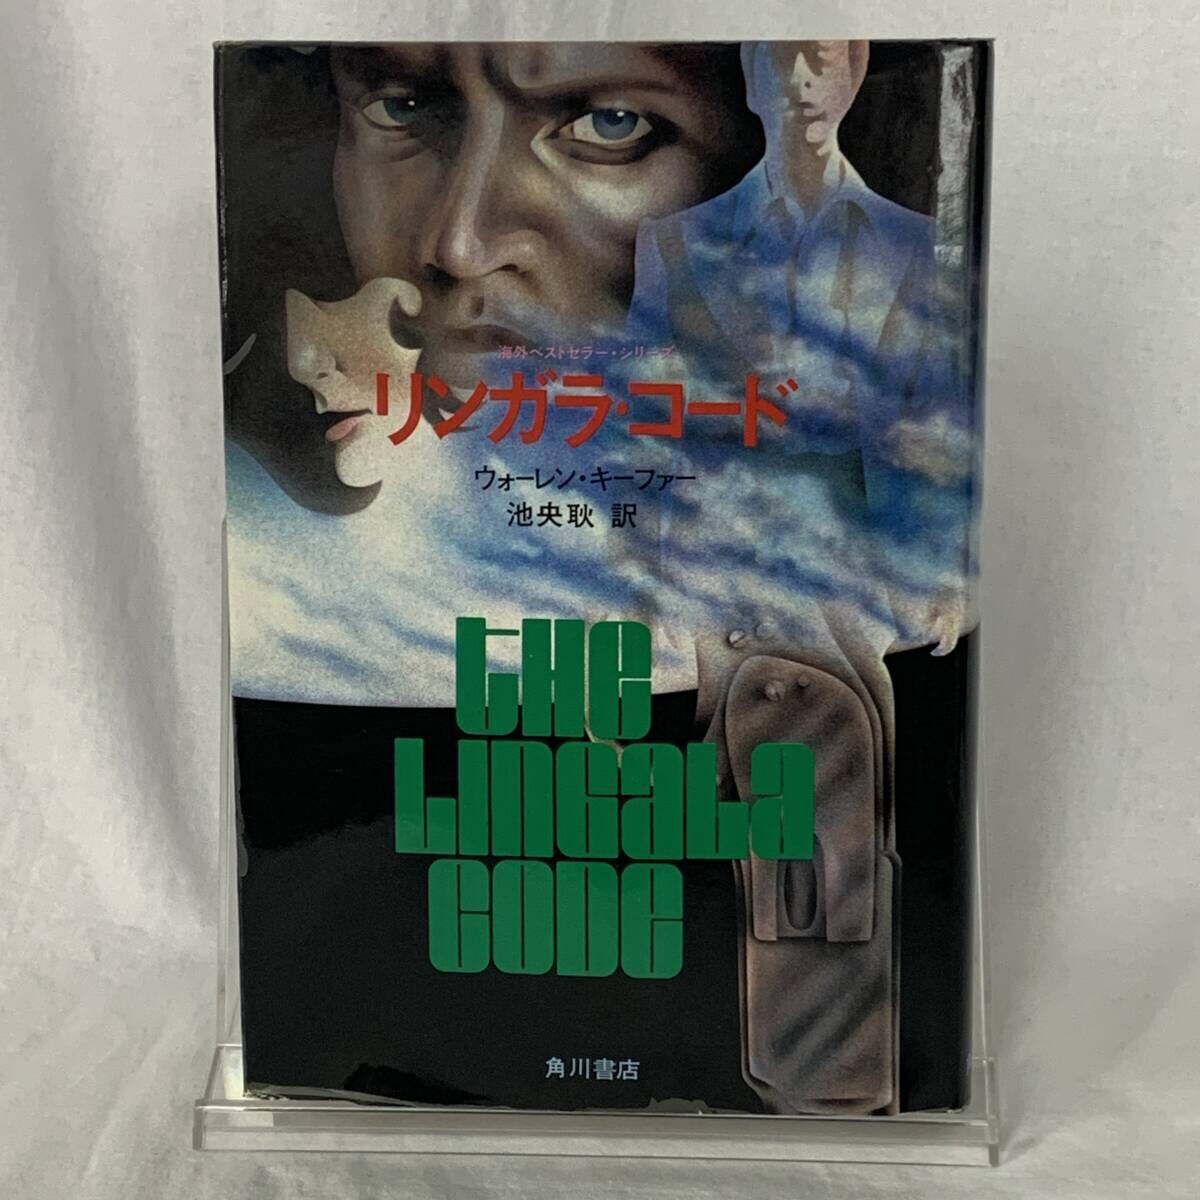 海外ベストセラー・シリーズ
リンガラ・コード
ウォーレン・キーファー
池央耿 訳
THE
LINGALA
CODE
角川書店